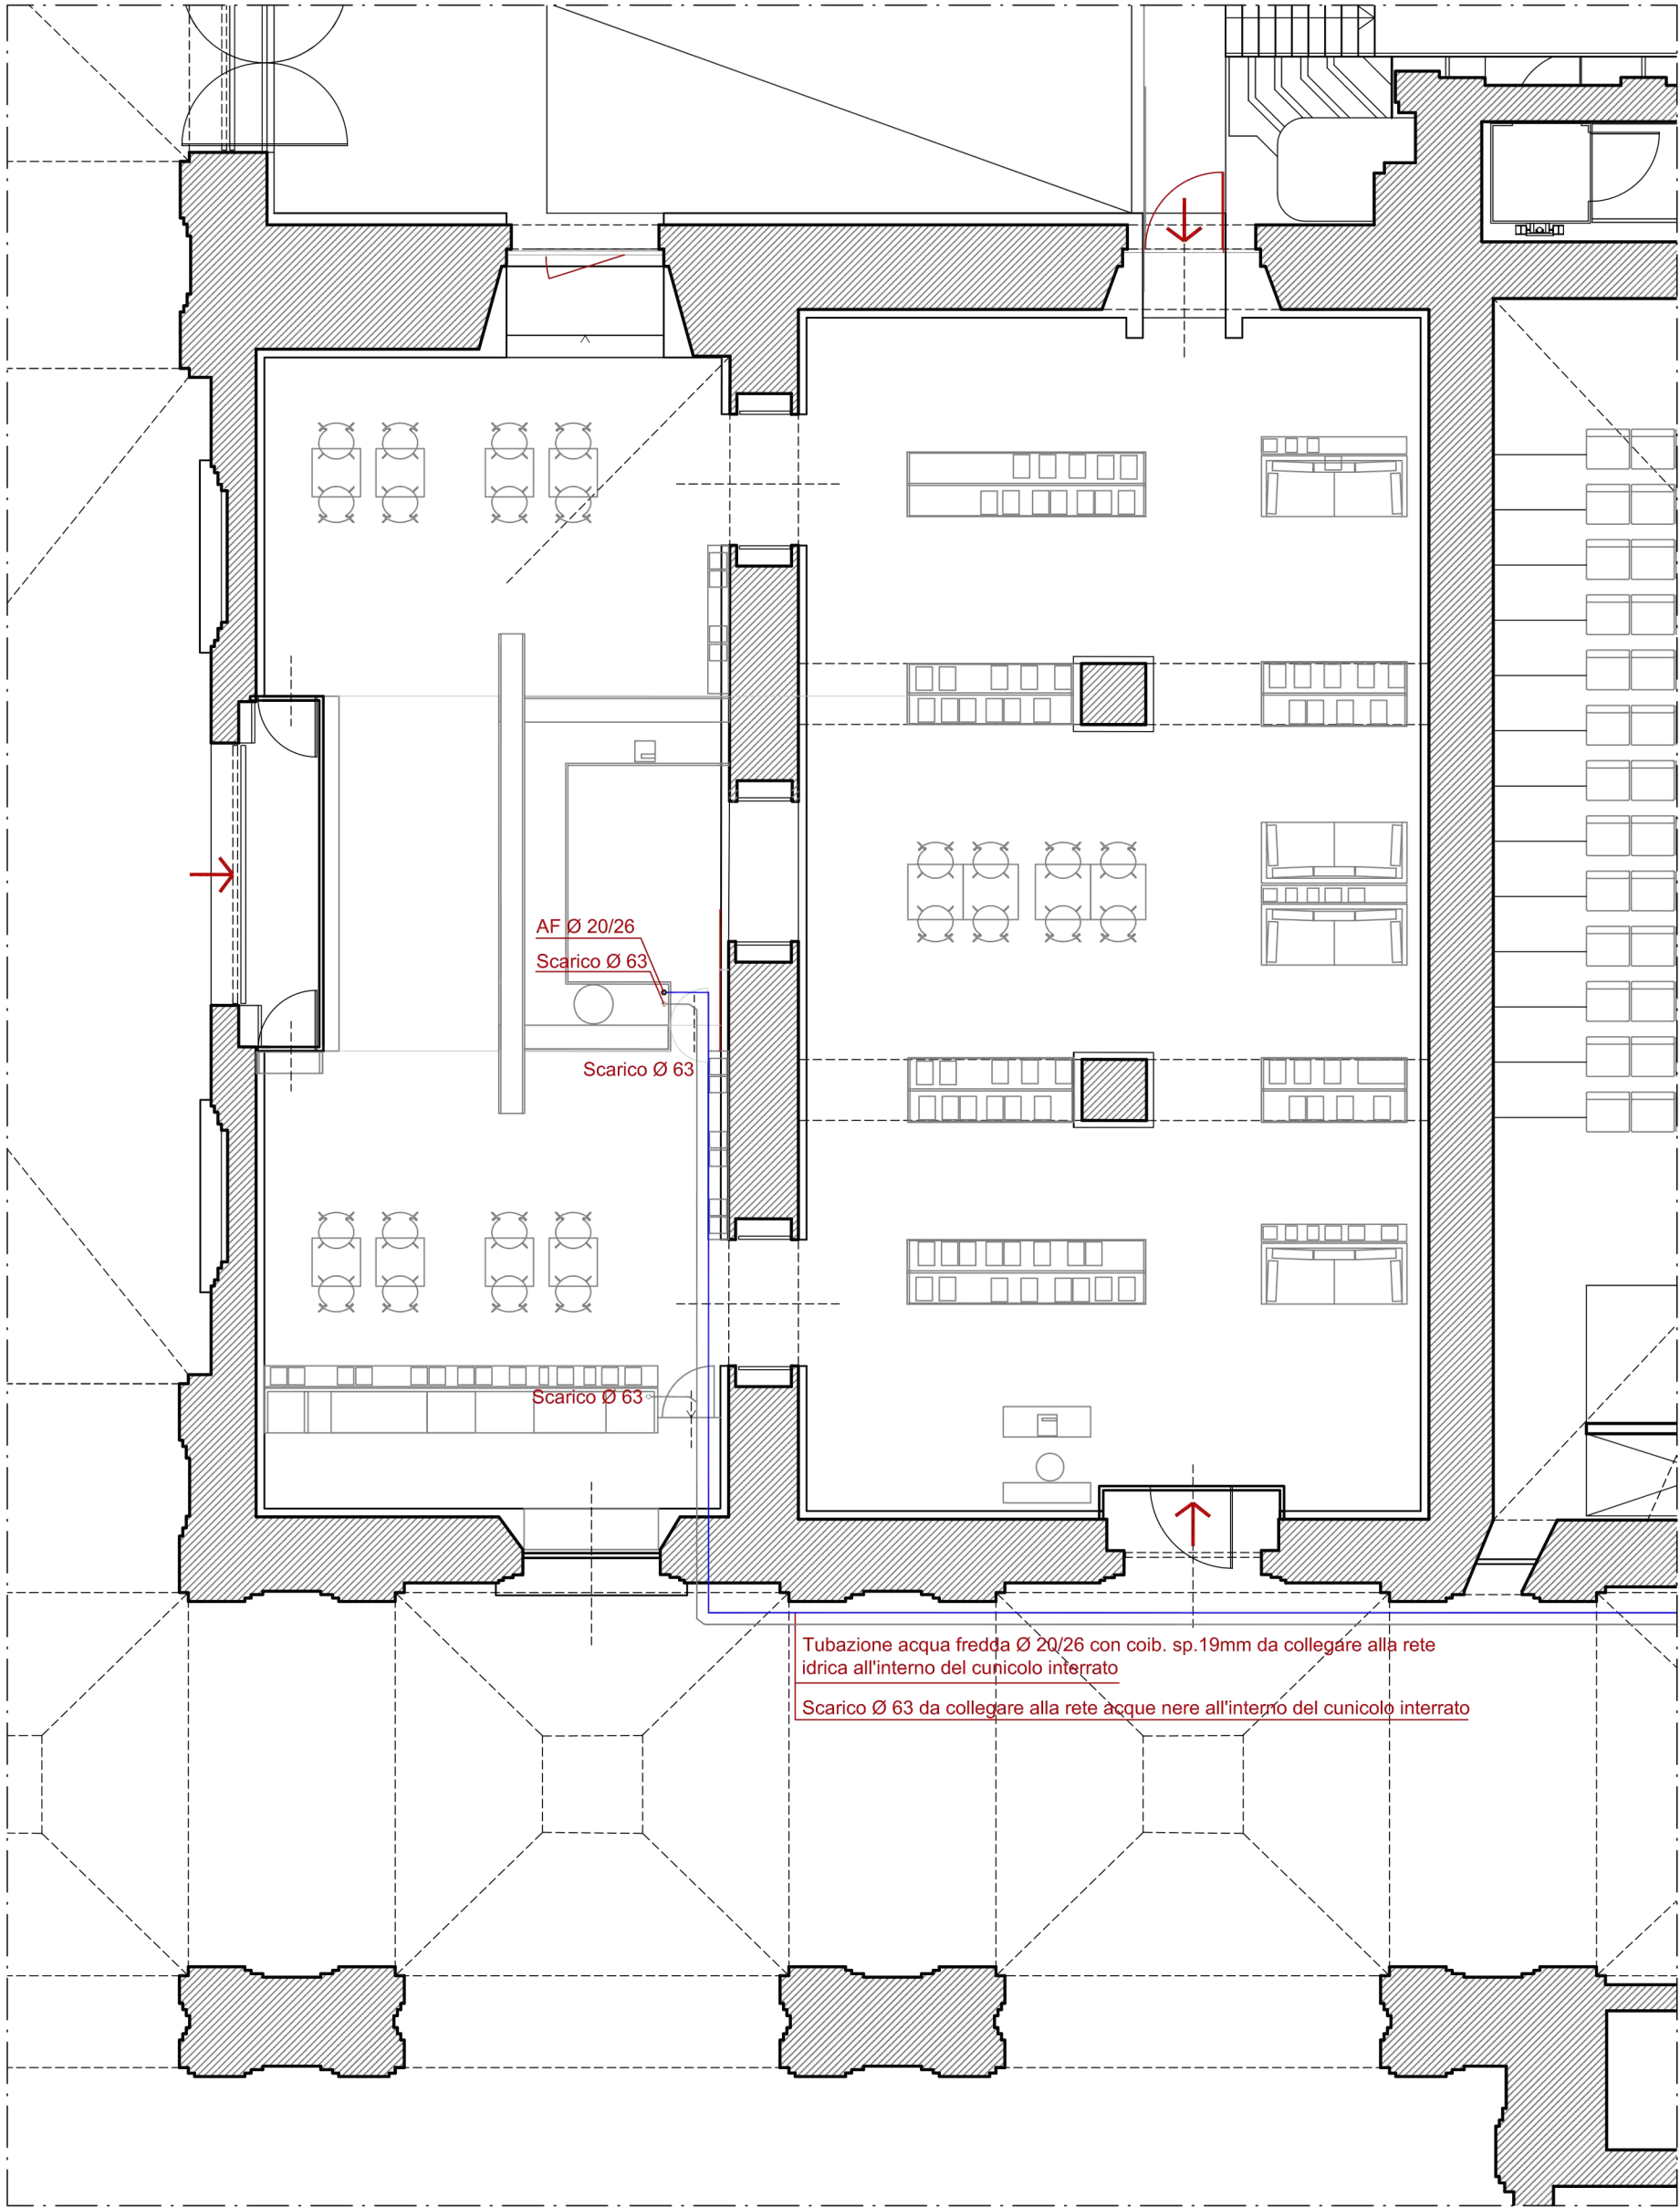 AF Ø 20/26
Scarico Ø 63
Scarico Ø 63
Scarico Ø 63
Tubazione acqua fredda Ø 20/26 con coib. sp.19mm da collegare alla rete
idrica all'interno del cunicolo interrato
Scarico Ø 63 da collegare alla rete acque nere all'interno del cunicolo interrato